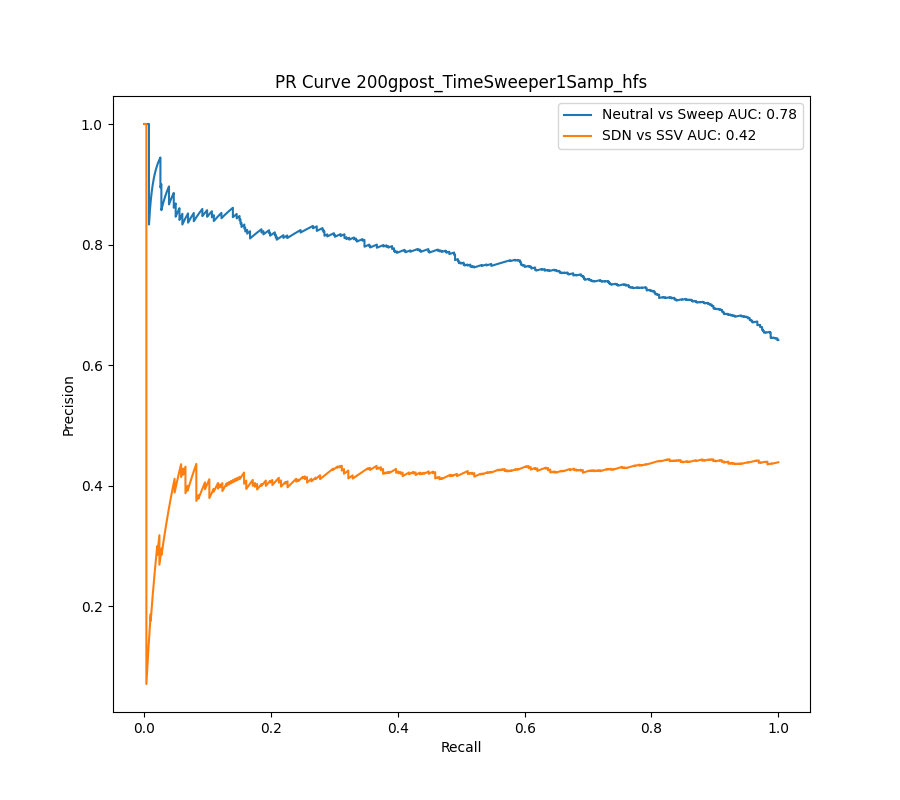 PR Curve 200gpost_TimeSweeper1Samp_hfs
Neutral vs Sweep AUC: 0.78
SDN vs SSV AUC: 0.42
1.0
0.8
0.6
0.4
0.2
Precision
0.0 0.2 0.4 0.6 0.8 1.0
Recall